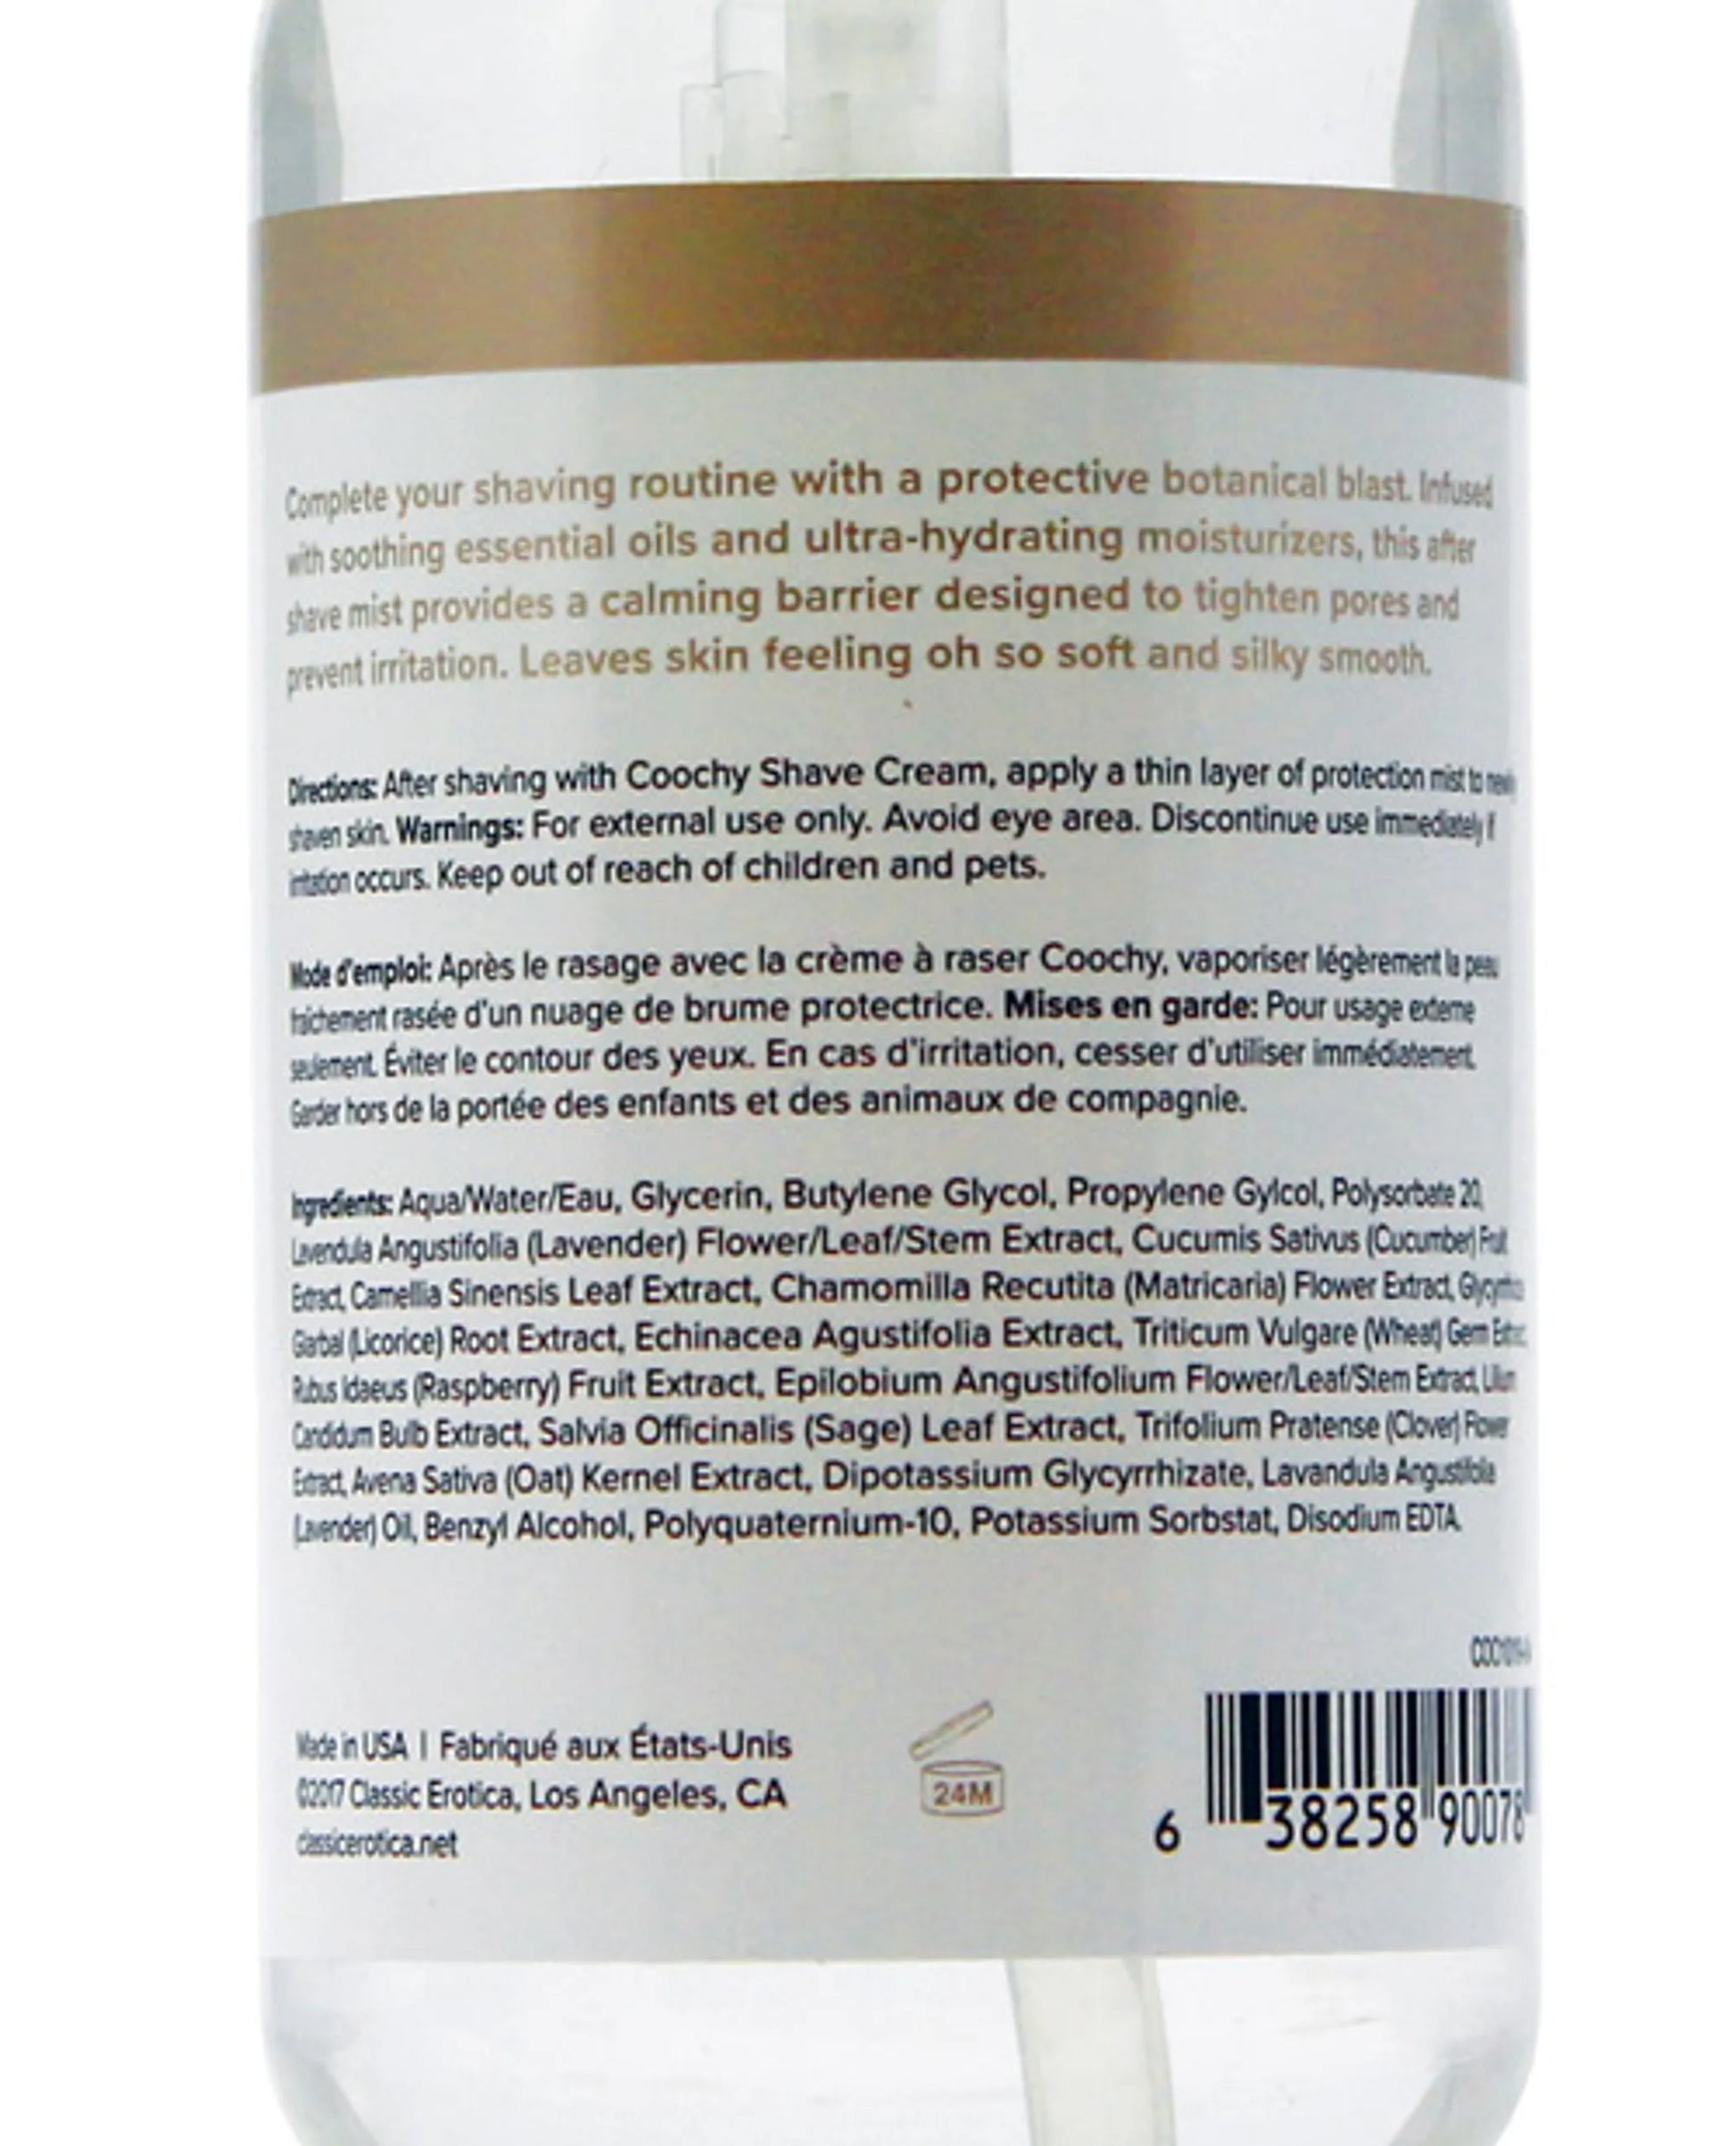 Complete your shaving routine with a protective botanical blast. Infused
with soothing essential oils and ultra-hydrating moisturizers, this after
shave mist provides a calming barrier designed to tighten pores and
prevent irritation. Leaves skin feeling oh so soft and silky smooth.
Directions: After shaving with Coochy Shave Cream, apply a thin layer of protection mist to newly
shaven skin. Warnings: For external use only. Avoid eye area. Discontinue use immediately if
irritation occurs. Keep out of reach of children and pets.
Mode d'emploi: Après le rasage avec la crème à raser Coochy, vaporiser légèrement la peau
fraîchement rasée d'un nuage de brume protectrice. Mises en garde: Pour usage externe
seulement. Éviter le contour des yeux. En cas d'irritation, cesser d'utiliser immédiatement.
Garder hors de la portée des enfants et des animaux de compagnie.
Ingredients: Aqua/Water/Eau, Glycerin, Butylene Glycol, Propylene Gylcol, Polysorbate 20,
Lavendula Angustifolia (Lavender) Flower/Leaf/Stem Extract, Cucumis Sativus (Cucumber) Fruit
Extract, Camellia Sinensis Leaf Extract, Chamomilla Recutita (Matricaria) Flower Extract,
(Licorice) Root Extract, Echinacea Agustifolia Extract, Triticum Vulgare (Wheat) Germ Extract,
Rubus Idaeus (Raspberry) Fruit Extract, Epilobium Angustifolium Flower/Leaf/Stem Extract, Lilium
Candidum Bulb Extract, Salvia Officinalis (Sage) Leaf Extract, Trifolium Pratense (Clover) Flower
Extract, Avena Sativa (Oat) Kernel Extract, Dipotassium Glycyrrhizate, Lavandula Angustifolia
(Lavender) Oil, Benzyl Alcohol, Polyquaternium-10, Potassium Sorbstat, Disodium EDTA.
Made in USA | Fabriqué aux États-Unis
©2017 Classic Erotica, Los Angeles, CA
classicerotica.net
24M
6 38258 90078